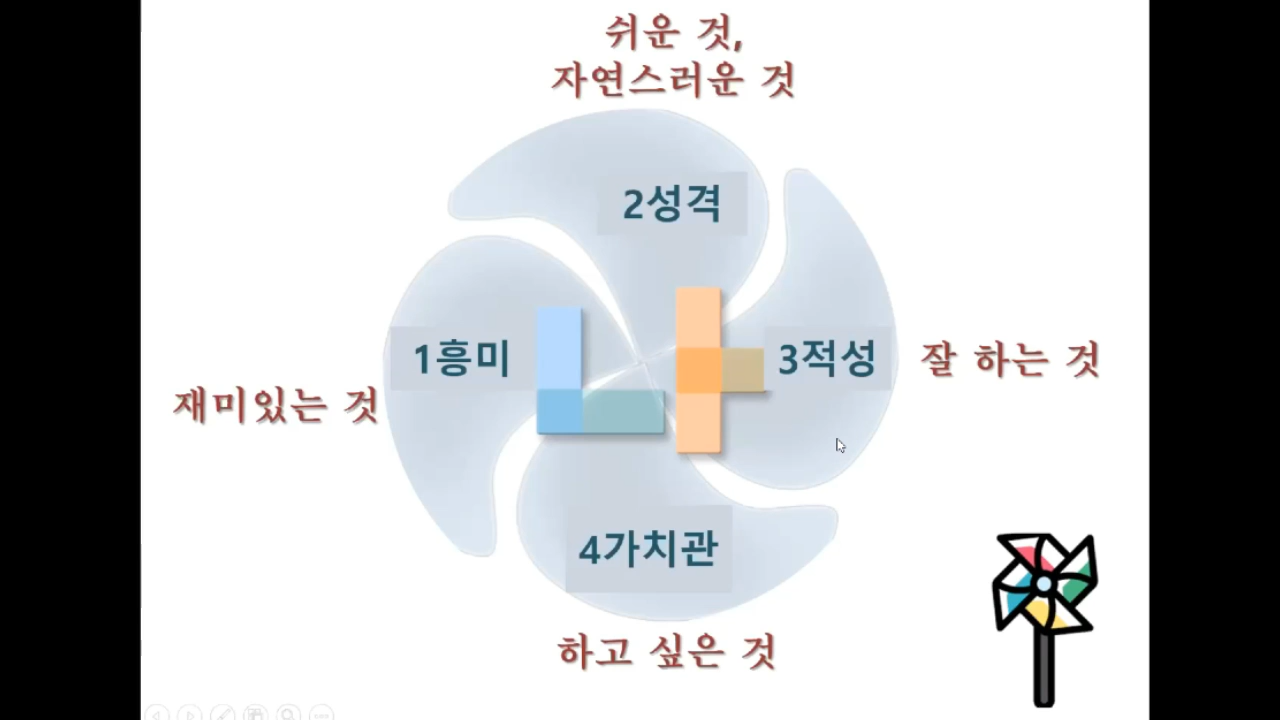 쉬운 것,
자연스러운 것
2성격
1흥미
나
3적성
잘 하는 것
재미있는 것
4가치관
하고 싶은 것